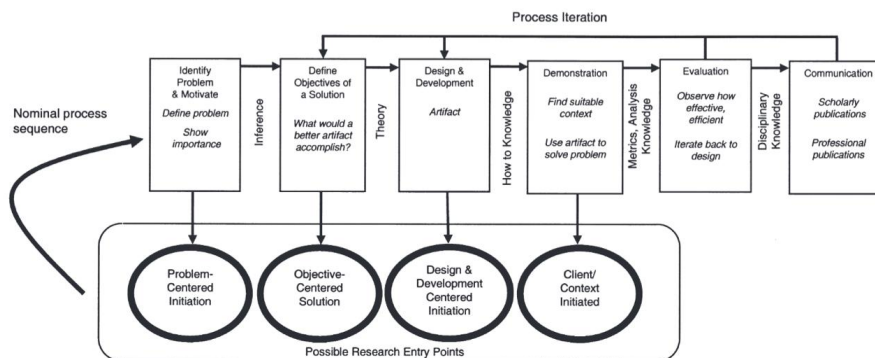 Process Iteration
Nominal process
sequence
Identify
Problem
& Motivate
Define problem
Show
importance
Inference
Define
Objectives of
a Solution
What would a
better artifact
accomplish?
Theory
Design &
Development
Artifact
How to Knowledge
Demonstration
Find suitable
context
Use artifact to
solve problem
Metrics, Analysis
Knowledge
Evaluation
Observe how
effective,
efficient
Iterate back to
design
Disciplinary
Knowledge
Communication
Scholarly
publications
Professional
publications
Problem-
Centered
Initiation
Objective-
Centered
Solution
Design &
Development
Centered
Initiation
Client/
Context
Initiated
Possible Research Entry Points